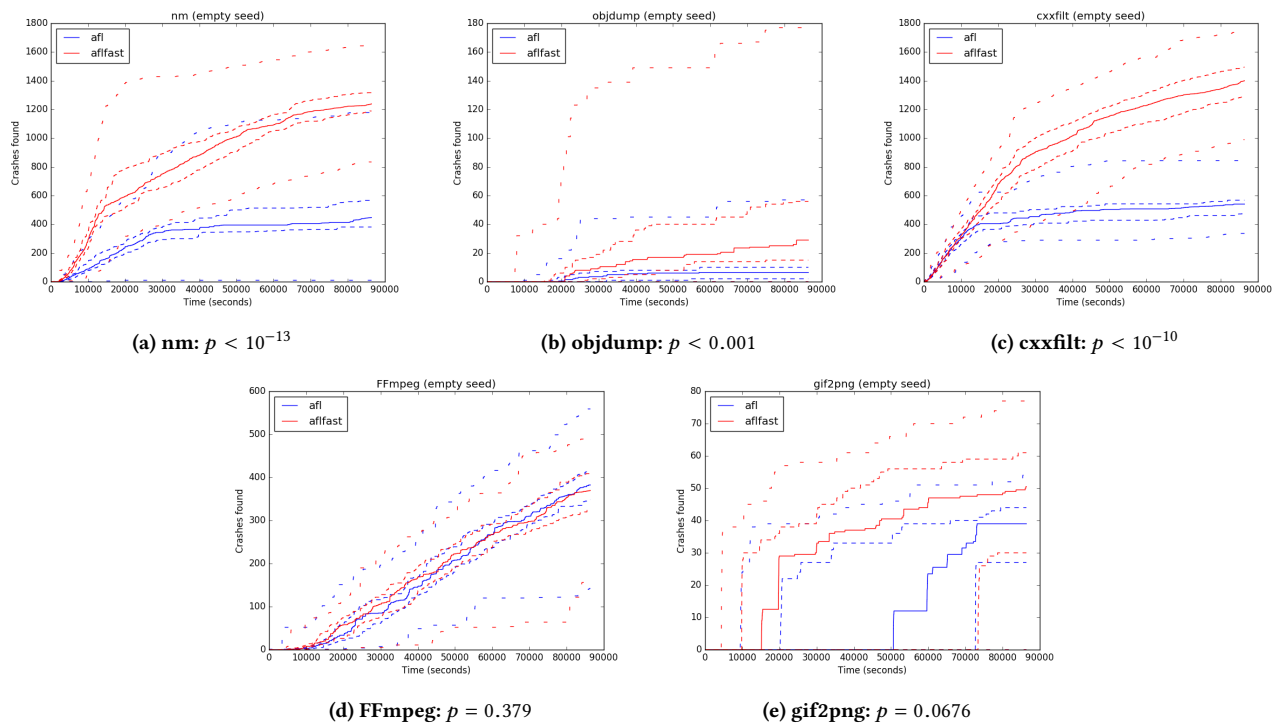 nm (empty seed)
1800
1600
1400
1200
1000
800
600
400
200
0
Crashes found
afl
aflfast
0 10000 20000 30000 40000 50000 60000 70000 80000 90000
Time (seconds)
(a) nm: p < 10⁻¹³
objdump (empty seed)
180
160
140
120
100
80
60
40
20
0
Crashes found
afl
aflfast
0 10000 20000 30000 40000 50000 60000 70000 80000 90000
Time (seconds)
(b) objdump: p < 0.001
cxxfilt (empty seed)
1800
1600
1400
1200
1000
800
600
400
200
0
Crashes found
afl
aflfast
0 10000 20000 30000 40000 50000 60000 70000 80000 90000
Time (seconds)
(c) cxxfilt: p < 10⁻¹⁰
FFmpeg (empty seed)
600
500
400
300
200
100
0
Crashes found
afl
aflfast
0 10000 20000 30000 40000 50000 60000 70000 80000 90000
Time (seconds)
(d) FFmpeg: p = 0.379
gif2png (empty seed)
80
70
60
50
40
30
20
10
0
Crashes found
afl
aflfast
0 10000 20000 30000 40000 50000 60000 70000 80000 90000
Time (seconds)
(e) gif2png: p = 0.0676